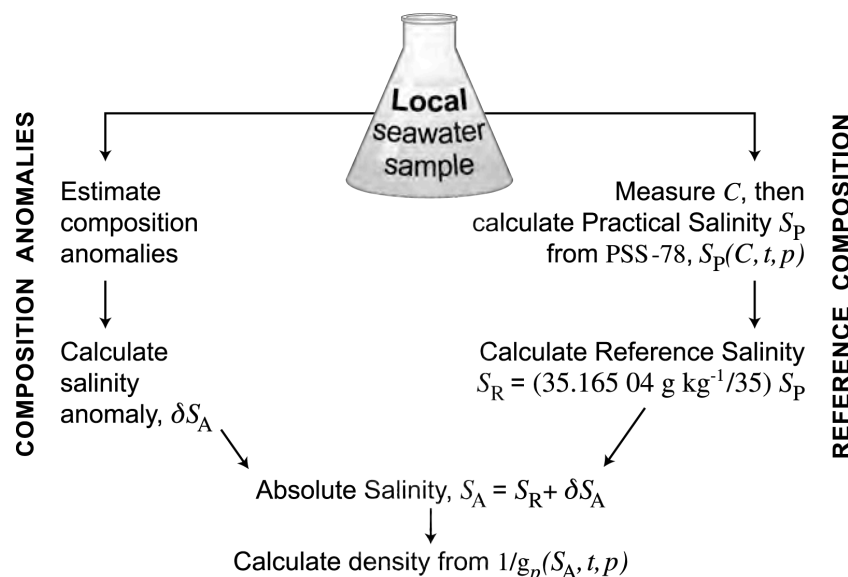 Local
seawater
sample
COMPOSITION ANOMALIES
Estimate
composition
anomalies
Calculate
salinity
anomaly, δS_A
Measure C, then
calculate Practical Salinity S_P
from PSS-78, S_P(C, t, p)
Calculate Reference Salinity
S_R = (35.165 04 g kg⁻¹/35) S_P
REFERENCE COMPOSITION
Absolute Salinity, S_A = S_R + δS_A
Calculate density from 1/g_p(S_A, t, p)